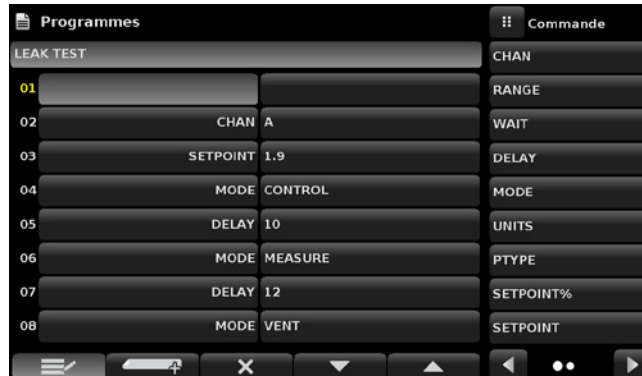 Programmes
LEAK TEST
01
02 CHAN A
03 SETPOINT 1.9
04 MODE CONTROL
05 DELAY 10
06 MODE MEASURE
07 DELAY 12
08 MODE VENT
Commande
CHAN
RANGE
WAIT
DELAY
MODE
UNITS
PTYPE
SETPOINT%
SETPOINT